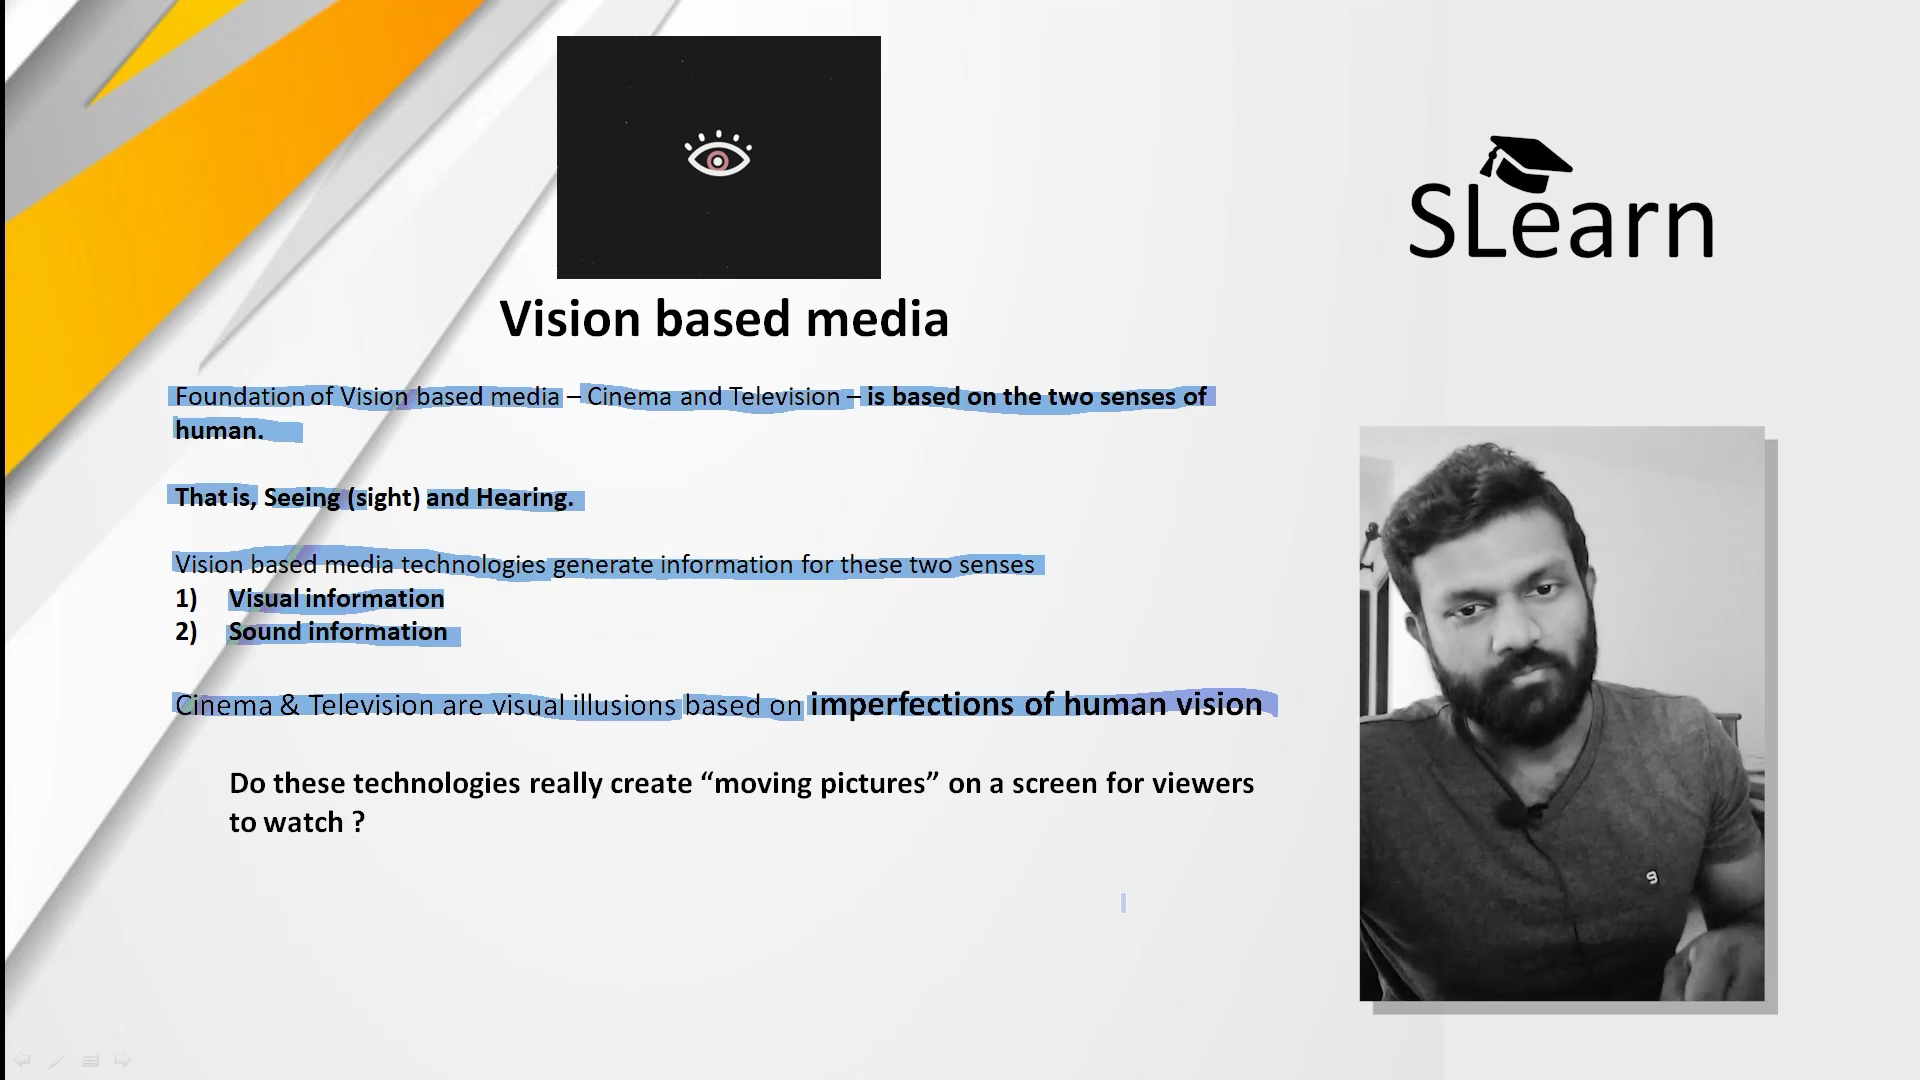 SLearn
Vision based media
Foundation of Vision based media – Cinema and Television – is based on the two senses of
human.
That is, Seeing (sight) and Hearing.
Vision based media technologies generate information for these two senses
1) Visual information
2) Sound information
Cinema & Television are visual illusions based on imperfections of human vision
Do these technologies really create “moving pictures” on a screen for viewers
to watch ?